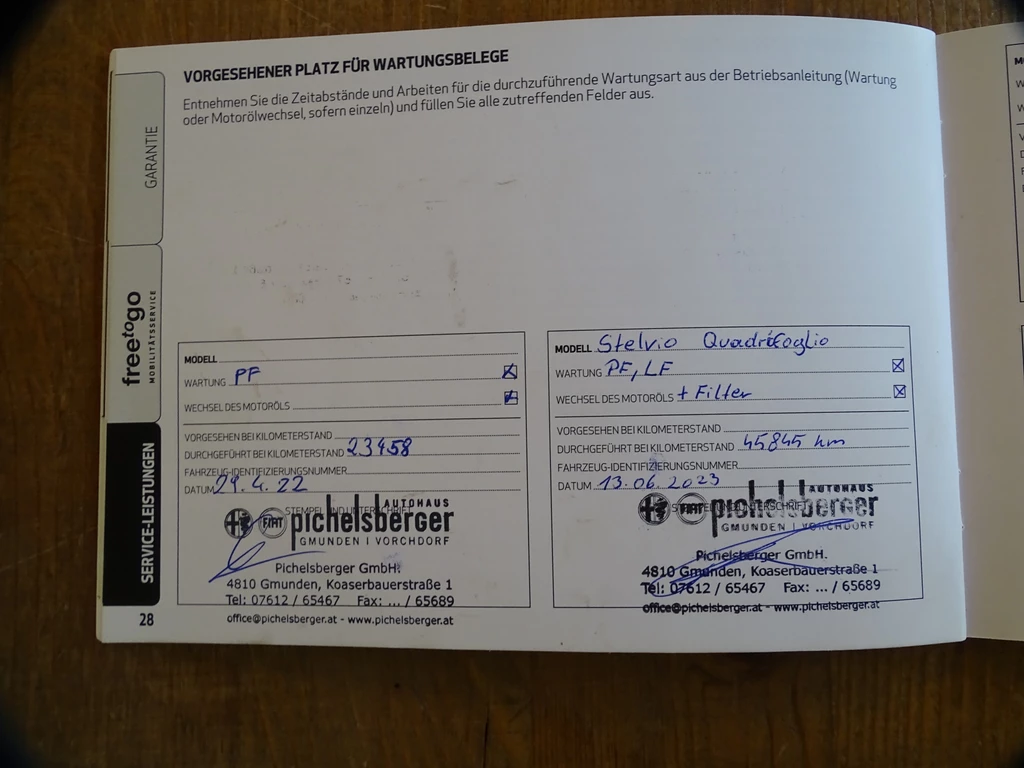 VORGESEHENER PLATZ FÜR WARTUNGSBELEGE
Entnehmen Sie die Zeitabstände und Arbeiten für die durchzuführende Wartungsart aus der Betriebsanleitung (Wartung
oder Motorölwechsel, sofern einzeln) und füllen Sie alle zutreffenden Felder aus.
GARANTIE
freetogo
MOBILITÄTSSERVICE
SERVICE-LEISTUNGEN
28
MODELL
WARTUNG PF
WECHSEL DES MOTORÖLS
VORGESEHEN BEI KILOMETERSTAND
DURCHGEFÜHRT BEI KILOMETERSTAND 23458
FAHRZEUG-IDENTIFIZIERUNGSNUMMER
DATUM 29.4.22
STEMPEL UND UNTERSCHRIFT
AUTOHAUS
FIAT pichelsberger
GMUNDEN | VORCHDORF
Pichelsberger GmbH.
4810 Gmunden, Koaserbauerstraße 1
Tel: 07612 / 65467 Fax: ... / 65689
office@pichelsberger.at - www.pichelsberger.at
MODELL Stelvio Quadrifoglio
WARTUNG PF, LF
WECHSEL DES MOTORÖLS + Filter
VORGESEHEN BEI KILOMETERSTAND
DURCHGEFÜHRT BEI KILOMETERSTAND 45845 km
FAHRZEUG-IDENTIFIZIERUNGSNUMMER
DATUM 13.06.2023
AUTOHAUS
FIAT pichelsberger
GMUNDEN | VORCHDORF
Pichelsberger GmbH.
4810 Gmunden, Koaserbauerstraße 1
Tel: 07612 / 65467 Fax: ... / 65689
office@pichelsberger.at - www.pichelsberger.at